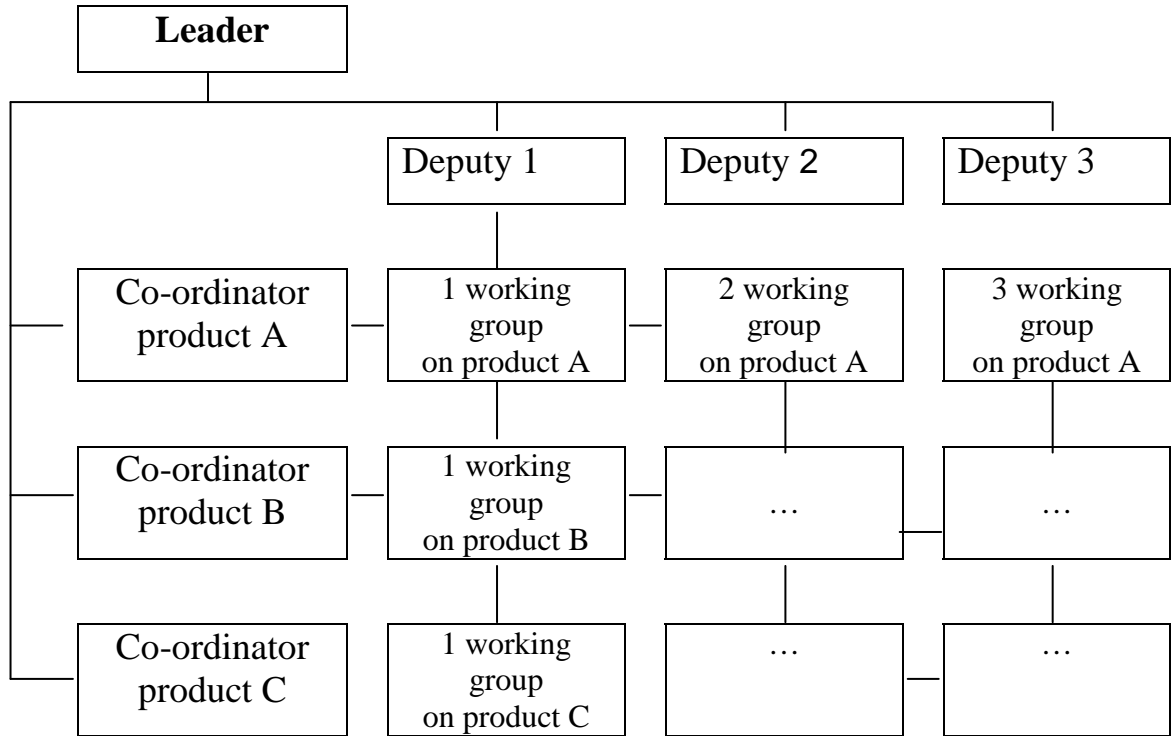 Leader
Deputy 1
Deputy 2
Deputy 3
Co-ordinator
product A
1 working
group
on product A
2 working
group
on product A
3 working
group
on product A
Co-ordinator
product B
1 working
group
on product B
…
…
Co-ordinator
product C
1 working
group
on product C
…
…